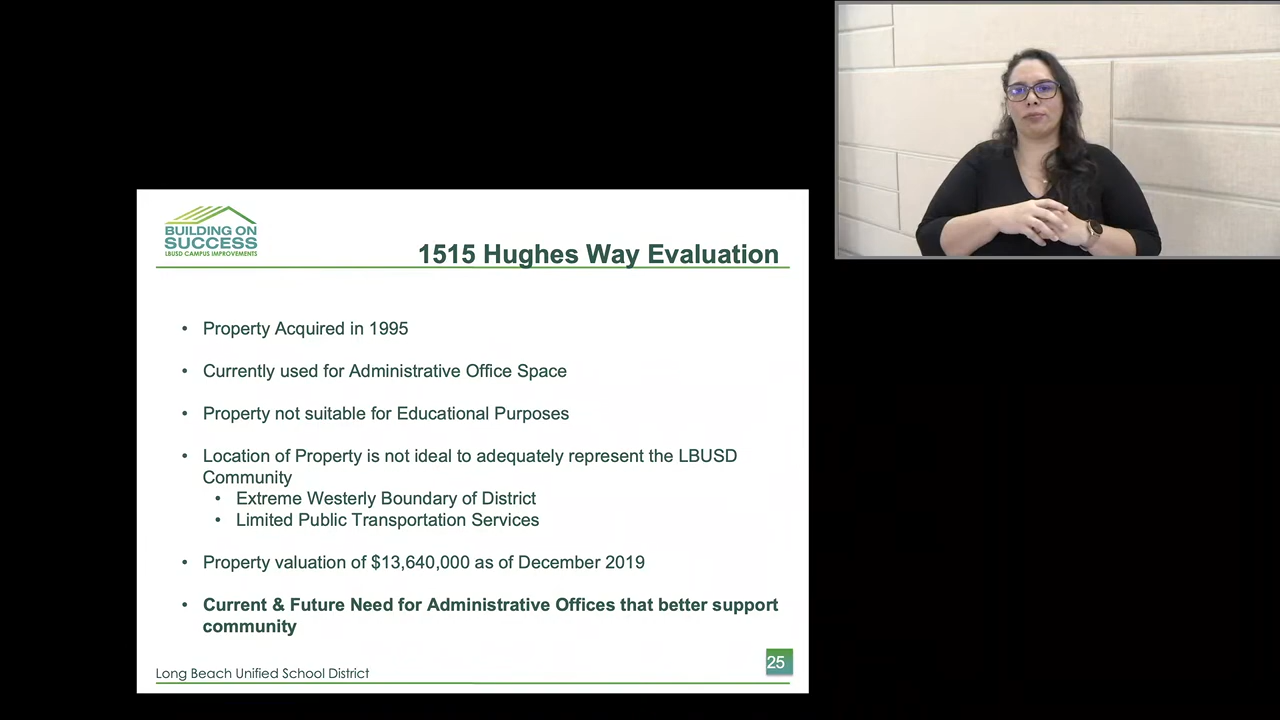 BUILDING ON
SUCCESS
LBUSD CAMPUS IMPROVEMENTS
1515 Hughes Way Evaluation
• Property Acquired in 1995
• Currently used for Administrative Office Space
• Property not suitable for Educational Purposes
• Location of Property is not ideal to adequately represent the LBUSD
Community
• Extreme Westerly Boundary of District
• Limited Public Transportation Services
• Property valuation of $13,640,000 as of December 2019
• Current & Future Need for Administrative Offices that better support
community
Long Beach Unified School District
25